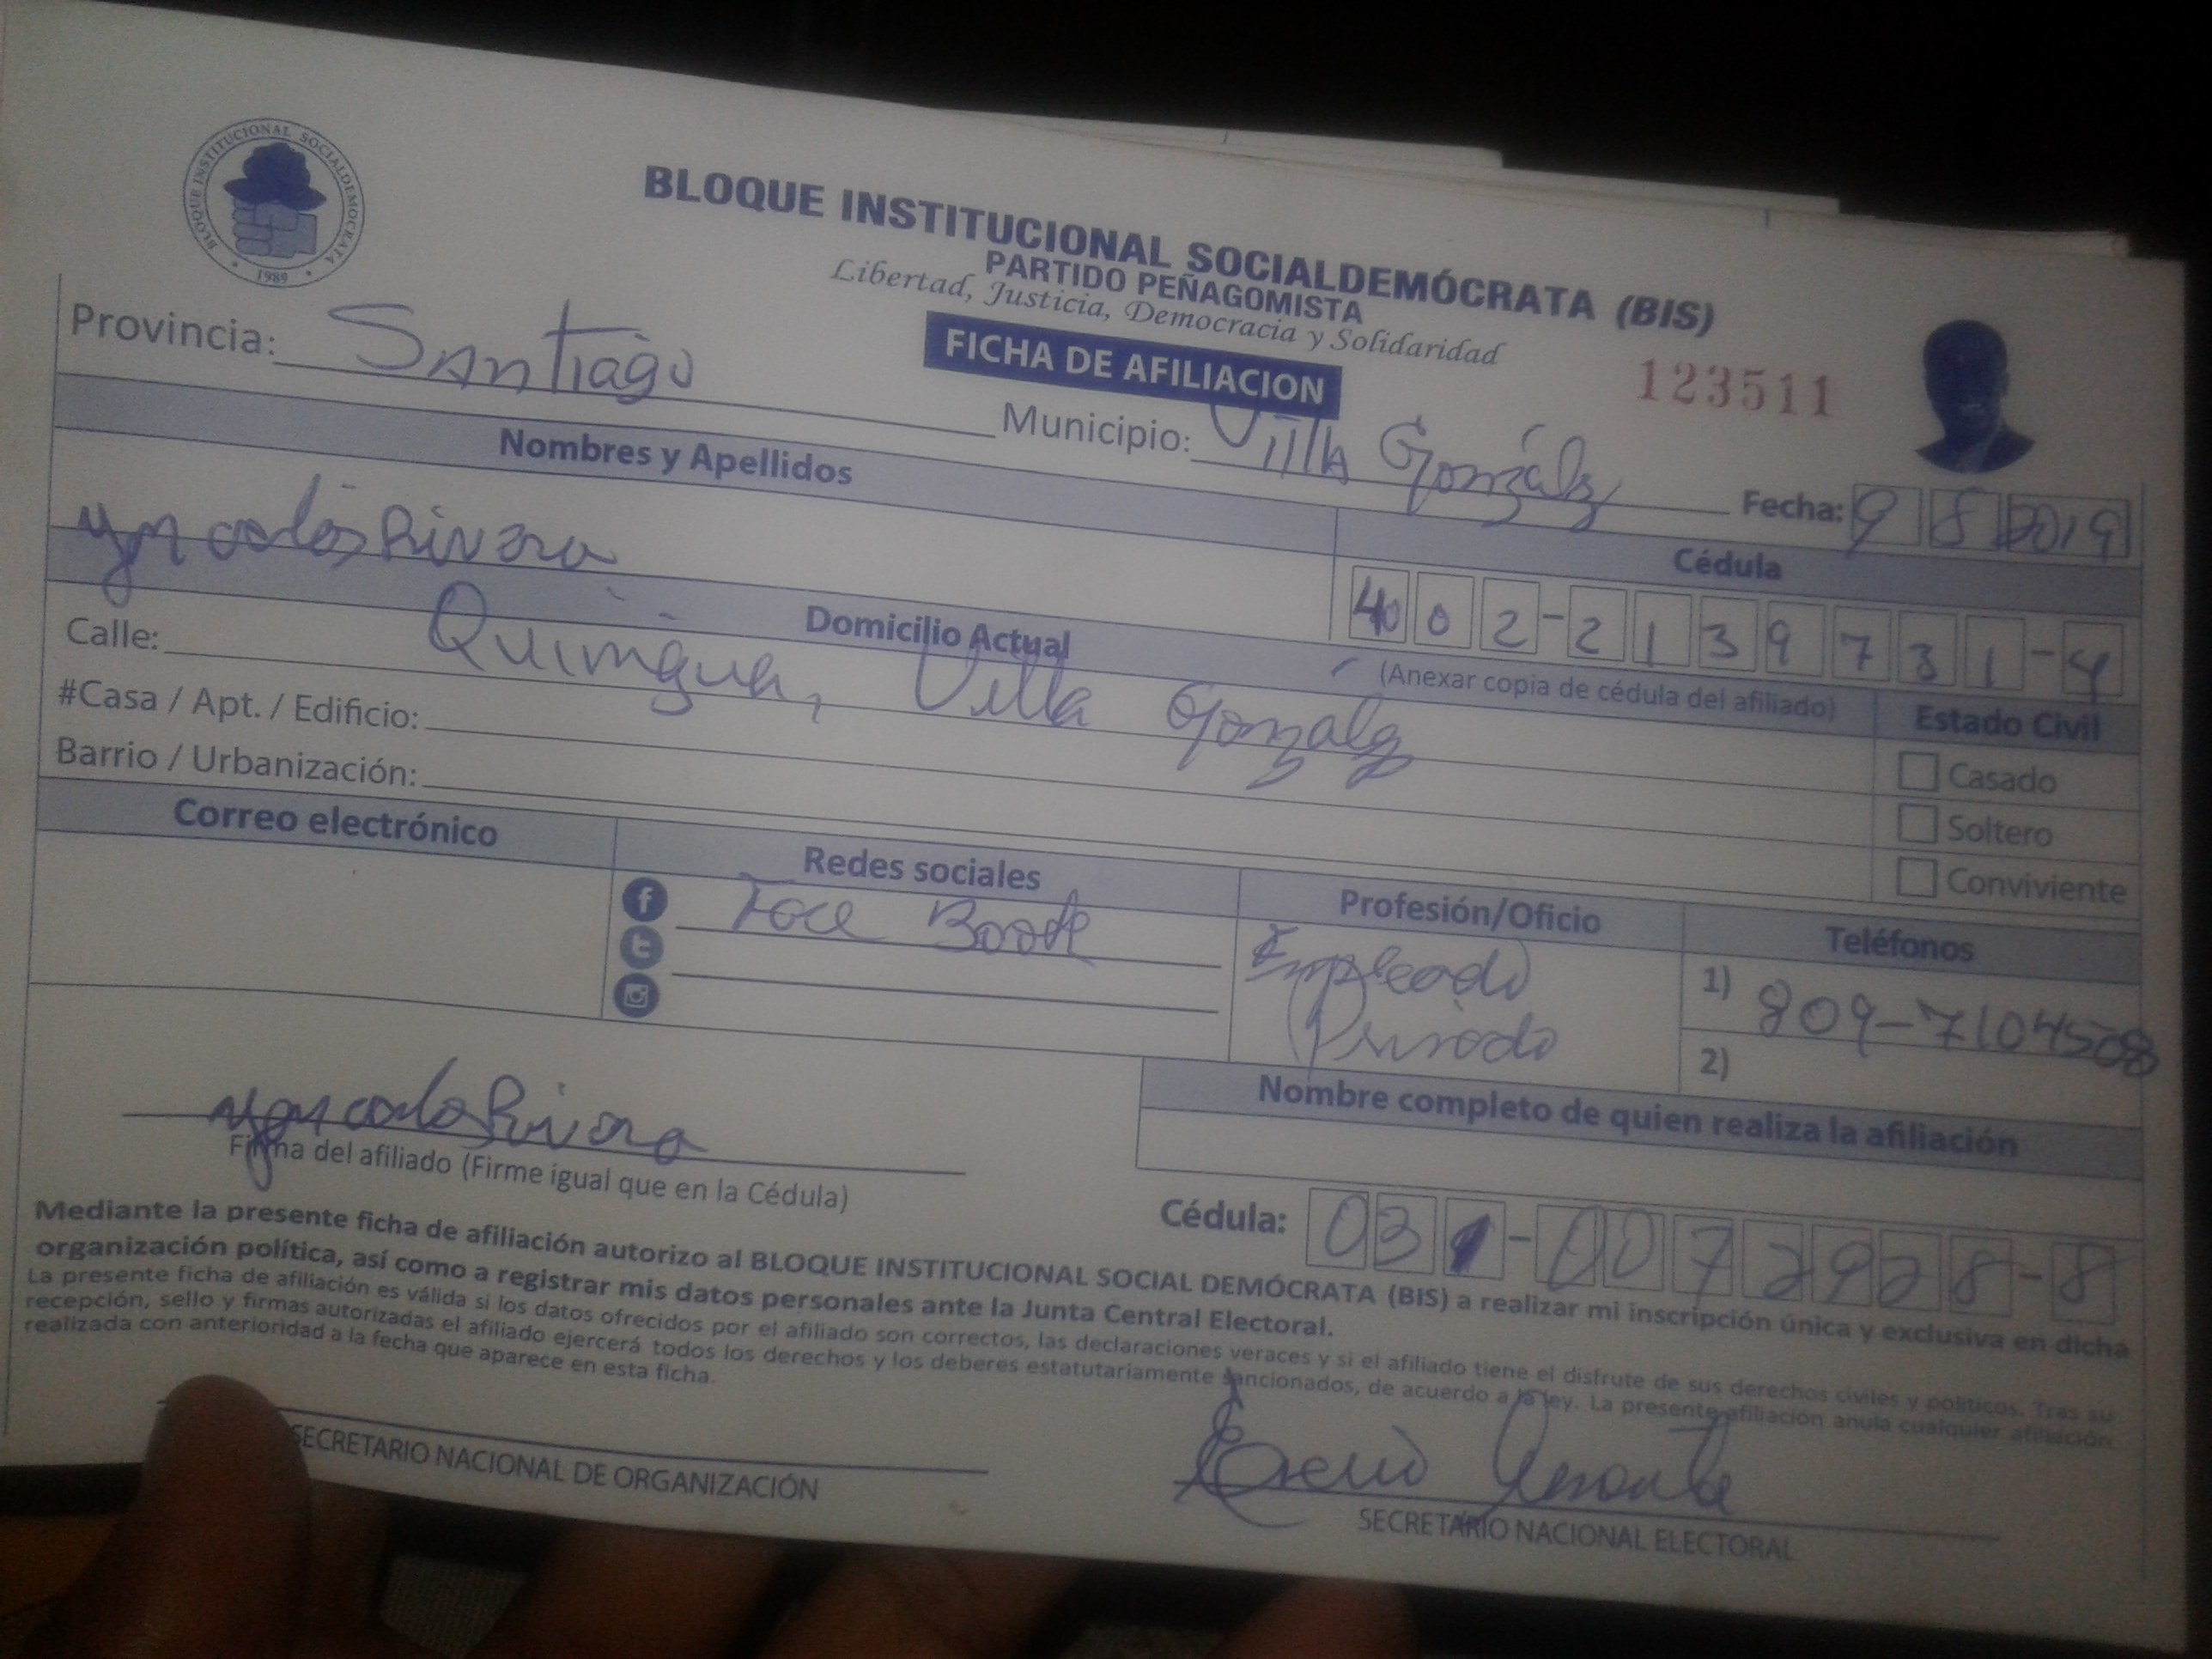 BLOQUE INSTITUCIONAL SOCIALDEMOCRATA
1989
BLOQUE INSTITUCIONAL SOCIALDEMÓCRATA (BIS)
PARTIDO PEÑAGOMISTA
Libertad, Justicia, Democracia y Solidaridad
FICHA DE AFILIACION
123511
Provincia: Santiago
Municipio: Villa González
Fecha: 9 8 2019
Nombres y Apellidos
Rivera
Cédula
402-2139731-4
(Anexar copia de cédula del afiliado)
Domicilio Actual
Calle: Quinigua, Villa González
#Casa / Apt. / Edificio:
Barrio / Urbanización:
Estado Civil
Casado
Soltero
Conviviente
Correo electrónico
Redes sociales
Face Book
Profesión/Oficio
Empleado
Privado
Teléfonos
1) 809-7104508
2)
Rivera
Firma del afiliado (Firme igual que en la Cédula)
Nombre completo de quien realiza la afiliación
Cédula: 031-0072928-8
Mediante la presente ficha de afiliación autorizo al BLOQUE INSTITUCIONAL SOCIAL DEMÓCRATA (BIS) a realizar mi inscripción única y exclusiva en dicha
organización política, así como a registrar mis datos personales ante la Junta Central Electoral.
La presente ficha de afiliación es válida si los datos ofrecidos por el afiliado son correctos, las declaraciones veraces y si el afiliado tiene el disfrute de sus derechos civiles y politicos. Tras su
recepción, sello y firmas autorizadas el afiliado ejercerá todos los derechos y los deberes estatutariamente sancionados, de acuerdo a la ley. La presente afiliación anula cualquier afiliación
realizada con anterioridad a la fecha que aparece en esta ficha.
SECRETARIO NACIONAL DE ORGANIZACIÓN
SECRETARIO NACIONAL ELECTORAL